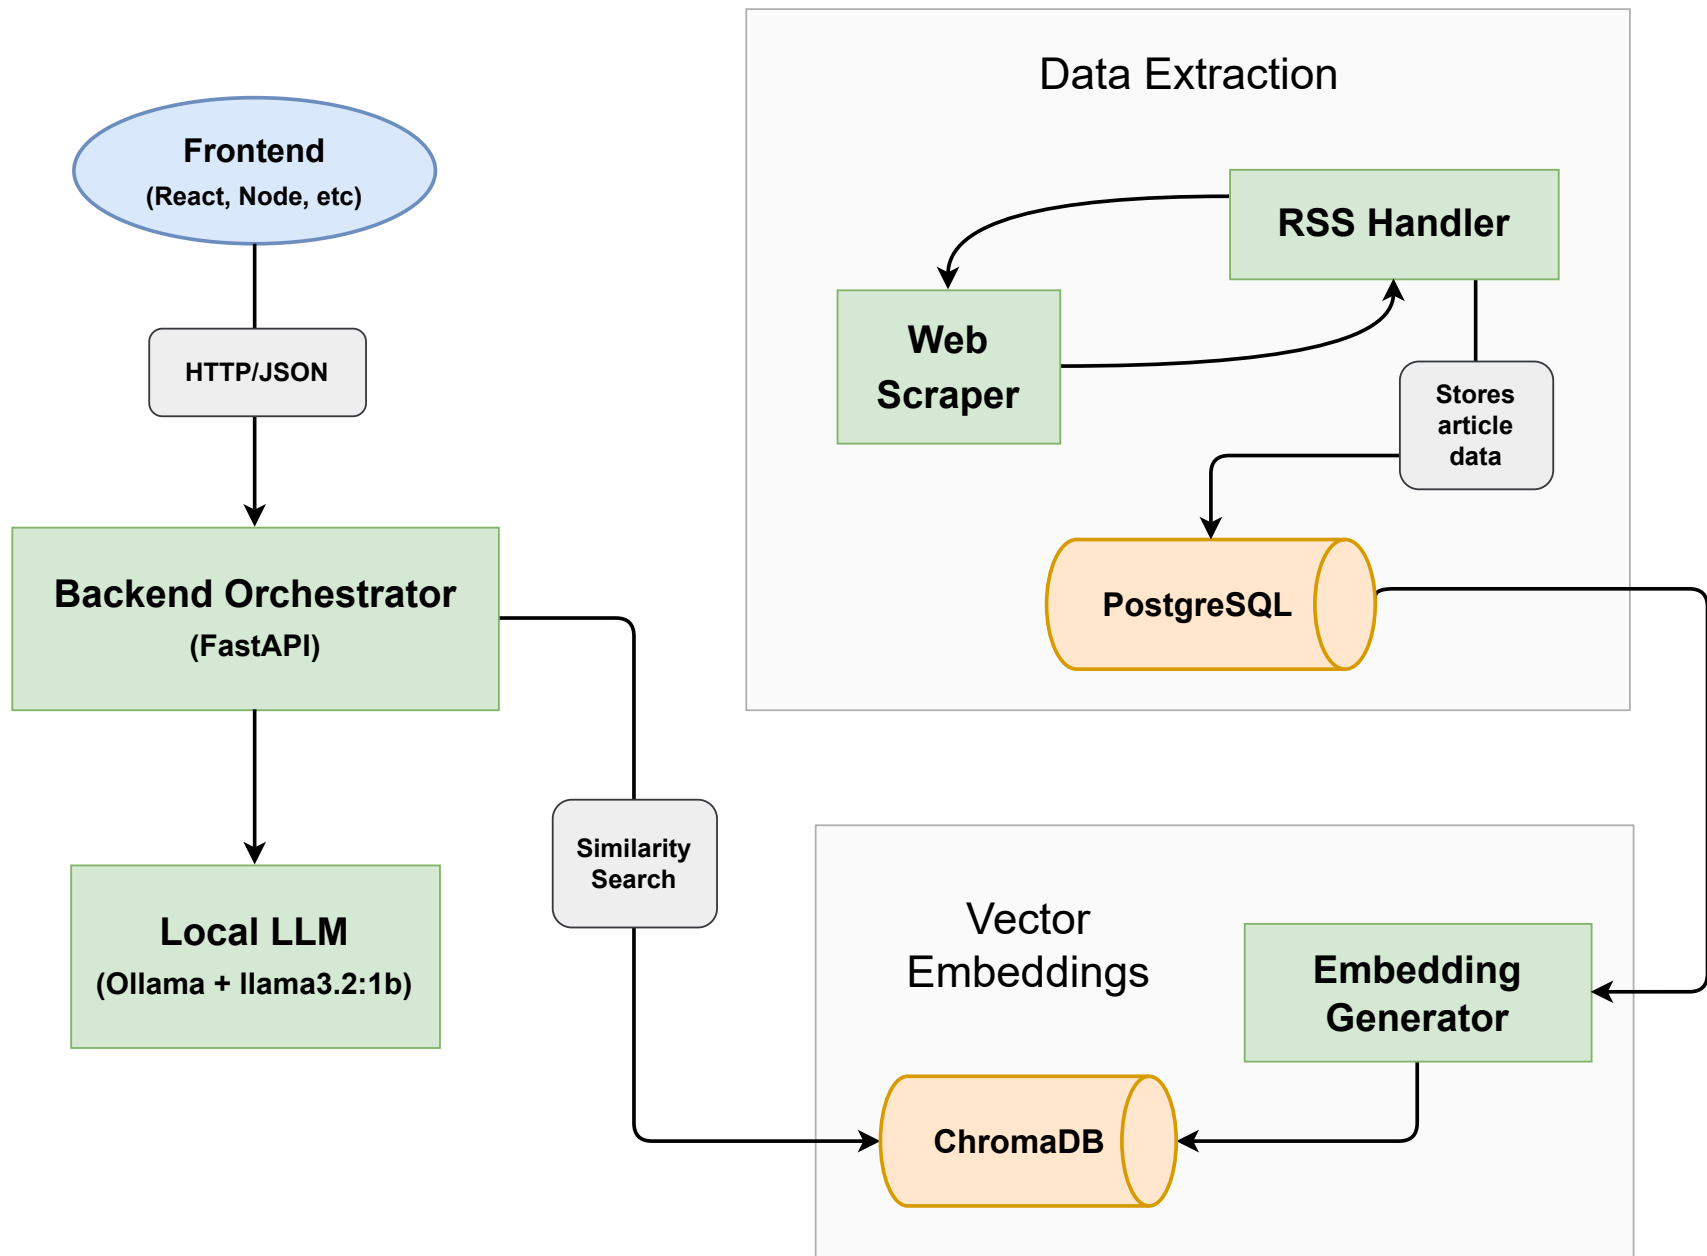 Data Extraction
Frontend
(React, Node, etc)
HTTP/JSON
RSS Handler
Web
Scraper
Stores
article
data
PostgreSQL
Backend Orchestrator
(FastAPI)
Similarity
Search
Local LLM
(Ollama + llama3.2:1b)
Vector
Embeddings
Embedding
Generator
ChromaDB